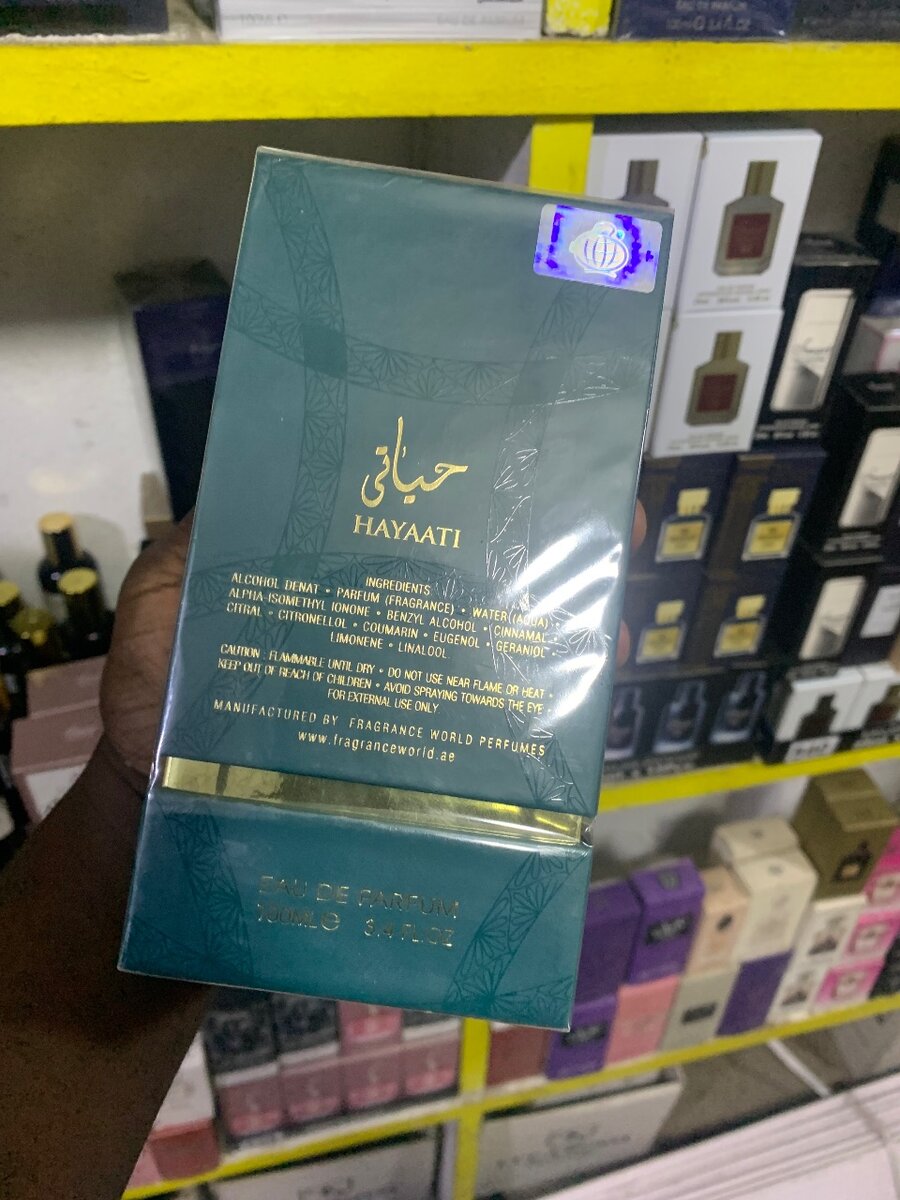 حياتي
HAYAATI
INGREDIENTS
ALCOHOL DENAT • PARFUM (FRAGRANCE) • WATER (AQUA) •
ALPHA-ISOMETHYL IONONE • BENZYL ALCOHOL • CINNAMAL •
CITRAL • CITRONELLOL • COUMARIN • EUGENOL • GERANIOL •
LIMONENE • LINALOOL
CAUTION : FLAMMABLE UNTIL DRY • DO NOT USE NEAR FLAME OR HEAT •
KEEP OUT OF REACH OF CHILDREN • AVOID SPRAYING TOWARDS THE EYE •
FOR EXTERNAL USE ONLY
MANUFACTURED BY FRAGRANCE WORLD PERFUMES
www.fragranceworld.ae
EAU DE PARFUM
100ML℮ 3.4 FL.OZ